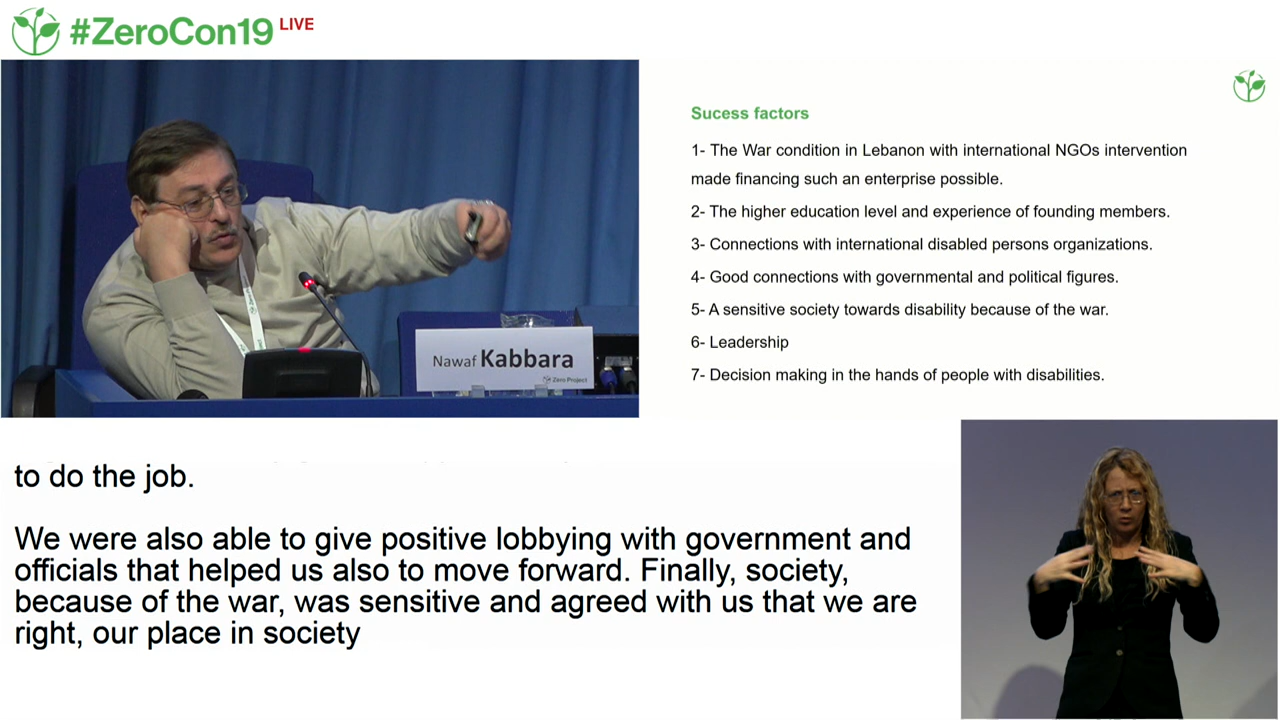 #ZeroCon19 LIVE
Sucess factors
1- The War condition in Lebanon with international NGOs intervention
made financing such an enterprise possible.
2- The higher education level and experience of founding members.
3- Connections with international disabled persons organizations.
4- Good connections with governmental and political figures.
5- A sensitive society towards disability because of the war.
6- Leadership
7- Decision making in the hands of people with disabilities.
Nawaf Kabbara
Zero Project
to do the job.
We were also able to give positive lobbying with government and
officials that helped us also to move forward. Finally, society,
because of the war, was sensitive and agreed with us that we are
right, our place in society